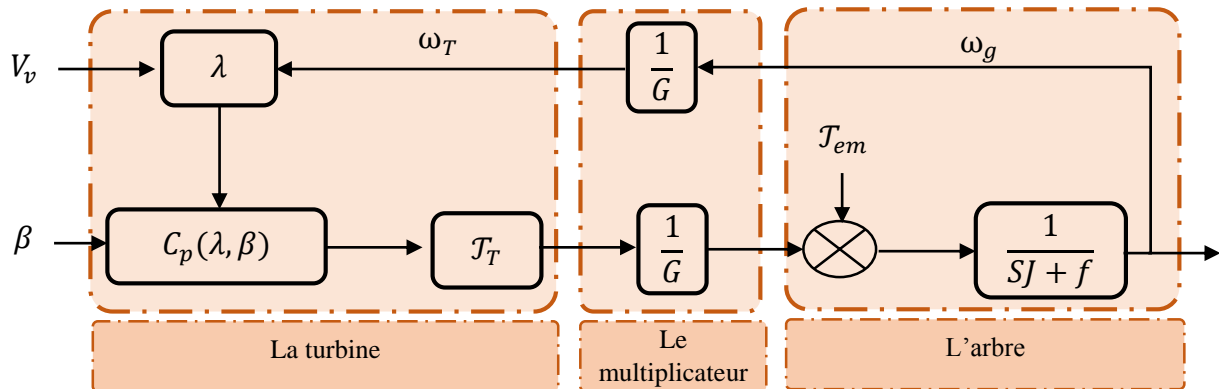 ω_T
ω_g
V_v
λ
1/G
𝒯_em
β
C_p(λ, β)
𝒯_T
1/G
1/(SJ + f)
La turbine
Le
multiplicateur
L'arbre